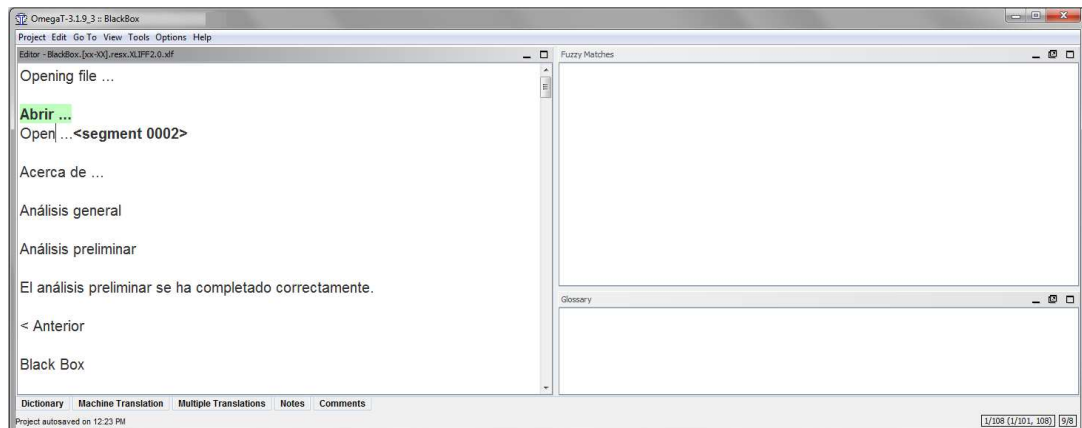 OmegaT-3.1.9_3 :: BlackBox
Project Edit Go To View Tools Options Help
Editor - BlackBox.[xx-XX].resx.XLIFF2.0.xlf
Opening file …
Abrir ...
Open …<segment 0002>
Acerca de …
Análisis general
Análisis preliminar
El análisis preliminar se ha completado correctamente.
< Anterior
Black Box
Fuzzy Matches
Glossary
Dictionary Machine Translation Multiple Translations Notes Comments
Project autosaved on 12:23 PM
1/108 (1/101, 108) 9/8